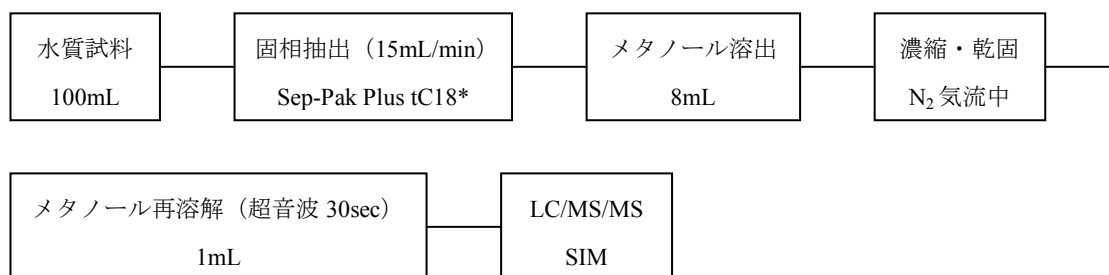 水質試料
100mL
固相抽出（15mL/min）
Sep-Pak Plus tC18*
メタノール溶出
8mL
濃縮・乾固
N₂気流中
メタノール再溶解（超音波 30sec）
1mL
LC/MS/MS
SIM